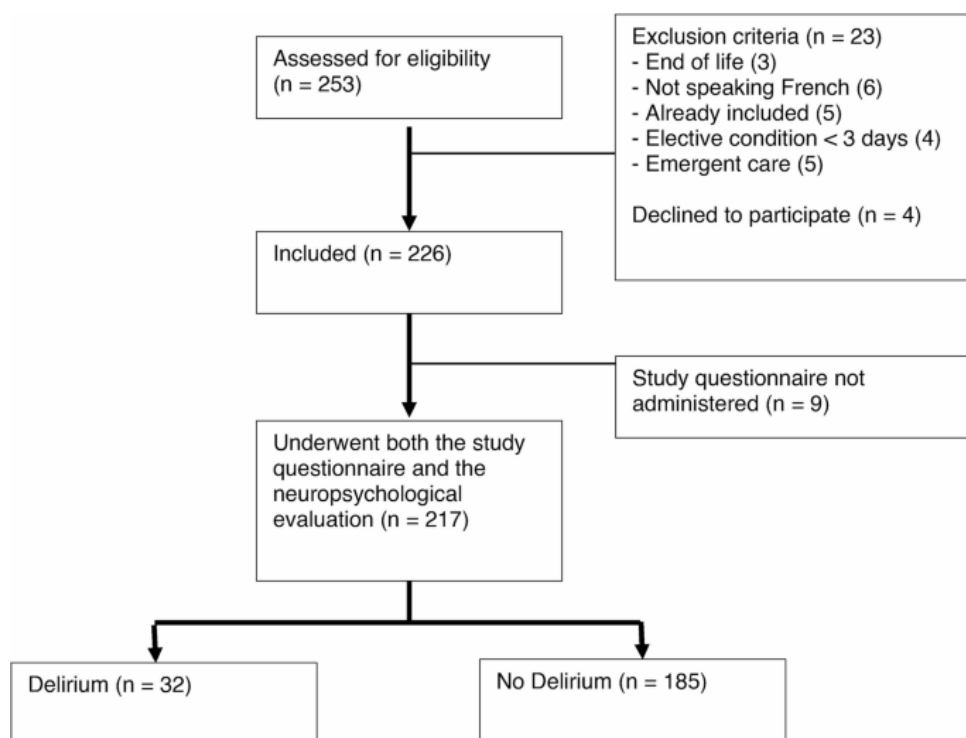 Assessed for eligibility
(n = 253)
Exclusion criteria (n = 23)
- End of life (3)
- Not speaking French (6)
- Already included (5)
- Elective condition < 3 days (4)
- Emergent care (5)
Declined to participate (n = 4)
Included (n = 226)
Study questionnaire not
administered (n = 9)
Underwent both the study
questionnaire and the
neuropsychological
evaluation (n = 217)
Delirium (n = 32)
No Delirium (n = 185)